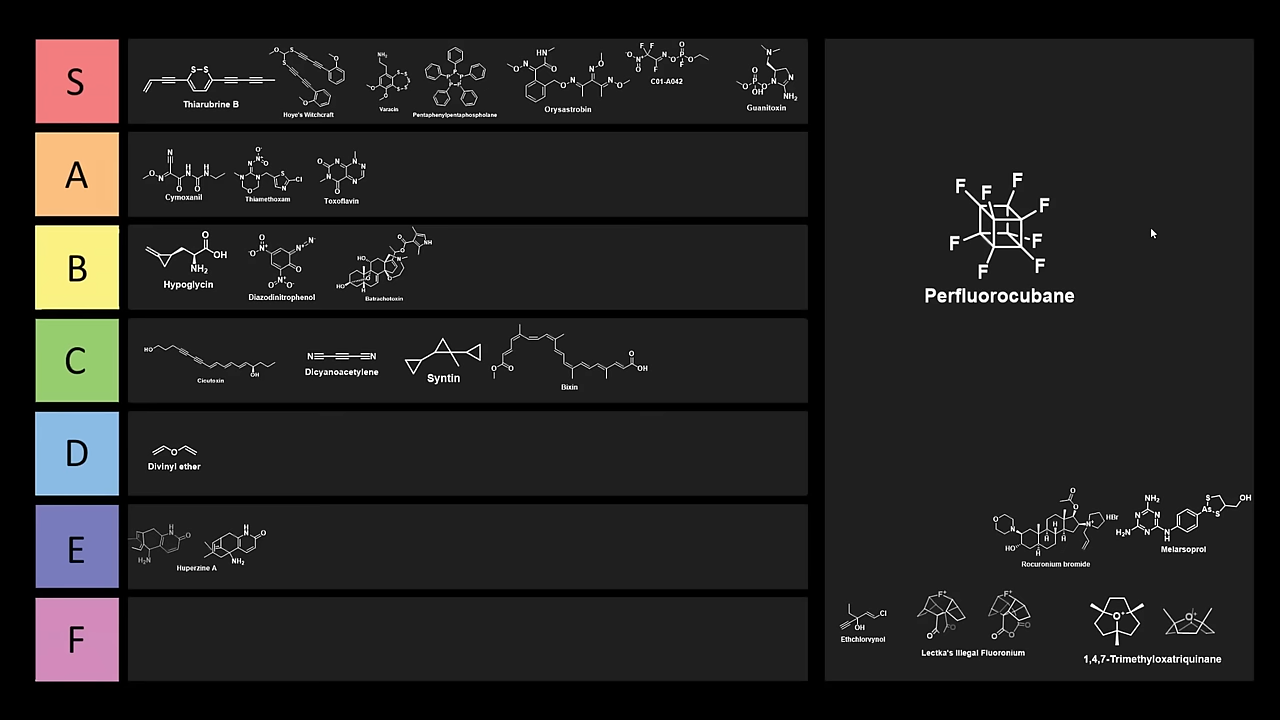 S
Thiarubrine B
Hoye's Witchcraft
Varacin
Pentaphenylpentaphospholane
Orysastrobin
C01-A042
Guanitoxin
A
Cymoxanil
Thiamethoxam
Toxoflavin
B
Hypoglycin
Diazodinitrophenol
Batrachotoxin
C
Cicutoxin
Dicyanoacetylene
Syntin
Bixin
D
Divinyl ether
E
Huperzine A
F
Perfluorocubane
Rocuronium bromide
Melarsoprol
Ethchlorvynol
Lectka's Illegal Fluoronium
1,4,7-Trimethyloxatriquinane